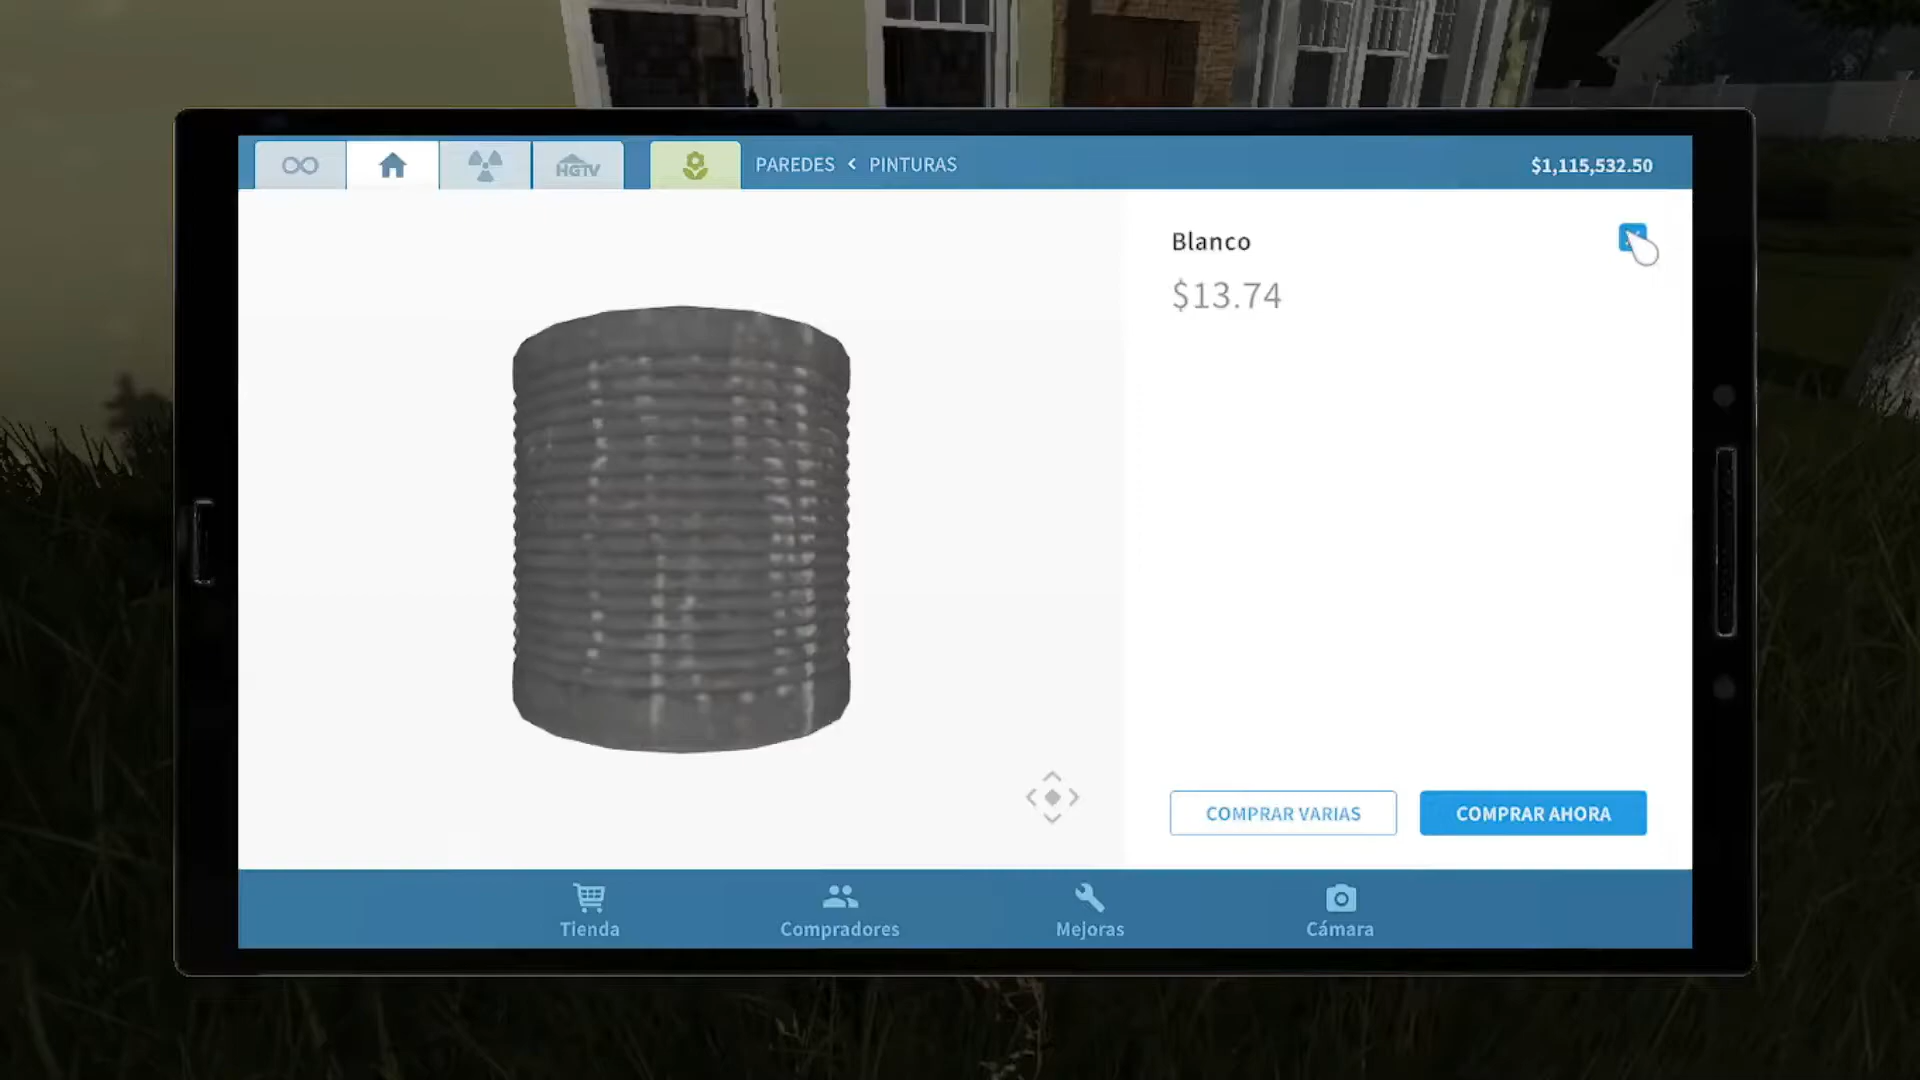 HGTV
PAREDES < PINTURAS
$1,115,532.50
Blanco
$13.74
COMPRAR VARIAS
COMPRAR AHORA
Tienda
Compradores
Mejoras
Cámara